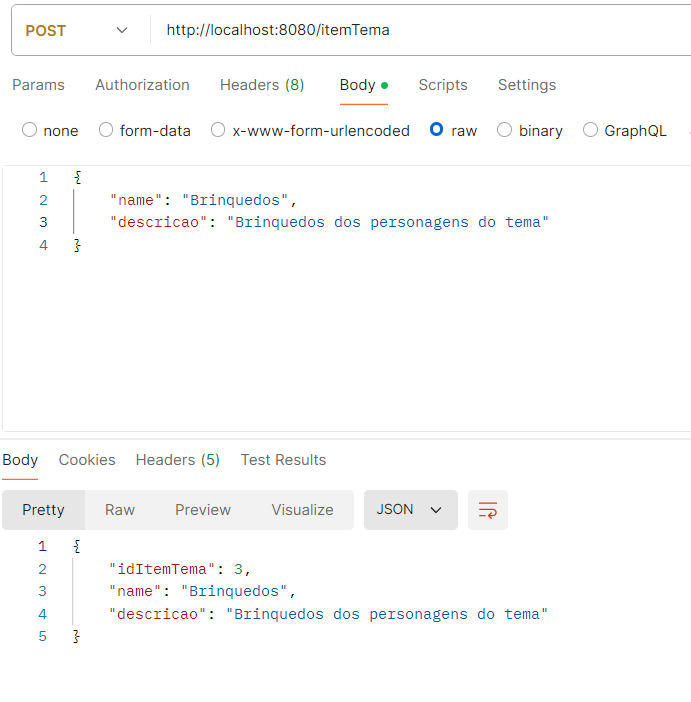 POST http://localhost:8080/itemTema
Params Authorization Headers (8) Body Scripts Settings
none form-data x-www-form-urlencoded raw binary GraphQL
1 {
2 "name": "Brinquedos",
3 "descricao": "Brinquedos dos personagens do tema"
4 }
Body Cookies Headers (5) Test Results
Pretty Raw Preview Visualize JSON
1 {
2 "idItemTema": 3,
3 "name": "Brinquedos",
4 "descricao": "Brinquedos dos personagens do tema"
5 }